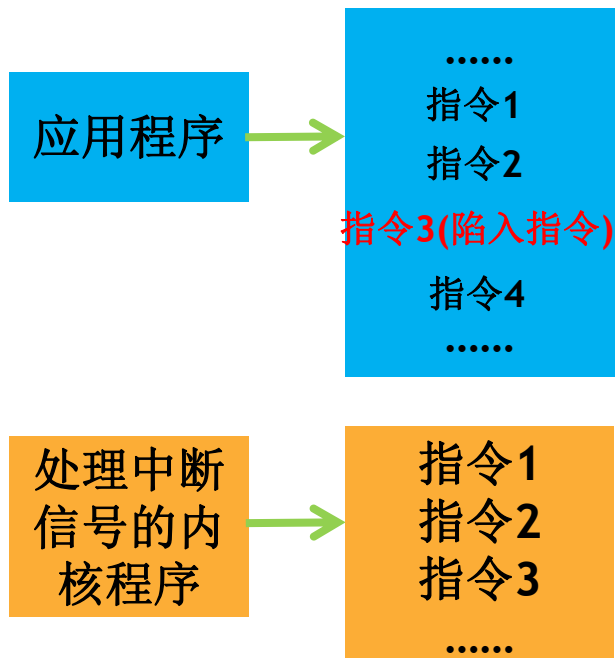 应用程序
......
指令1
指令2
指令3(陷入指令)
指令4
......
处理中断
信号的内
核程序
指令1
指令2
指令3
......